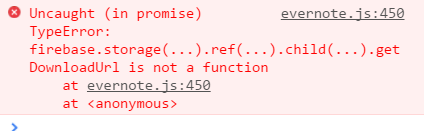 Uncaught (in promise) evernote.js:450
TypeError:
firebase.storage(...).ref(...).child(...).get
DownloadUrl is not a function
at evernote.js:450
at <anonymous>